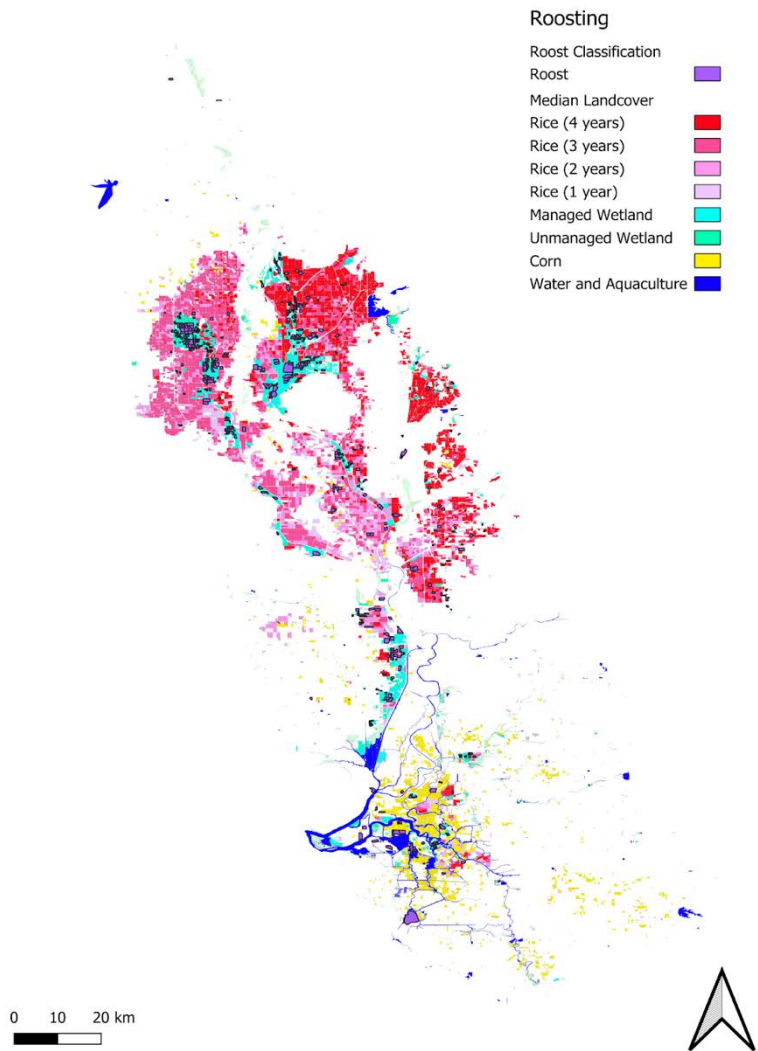 Roosting
Roost Classification
Roost
Median Landcover
Rice (4 years)
Rice (3 years)
Rice (2 years)
Rice (1 year)
Managed Wetland
Unmanaged Wetland
Corn
Water and Aquaculture
0 10 20 km